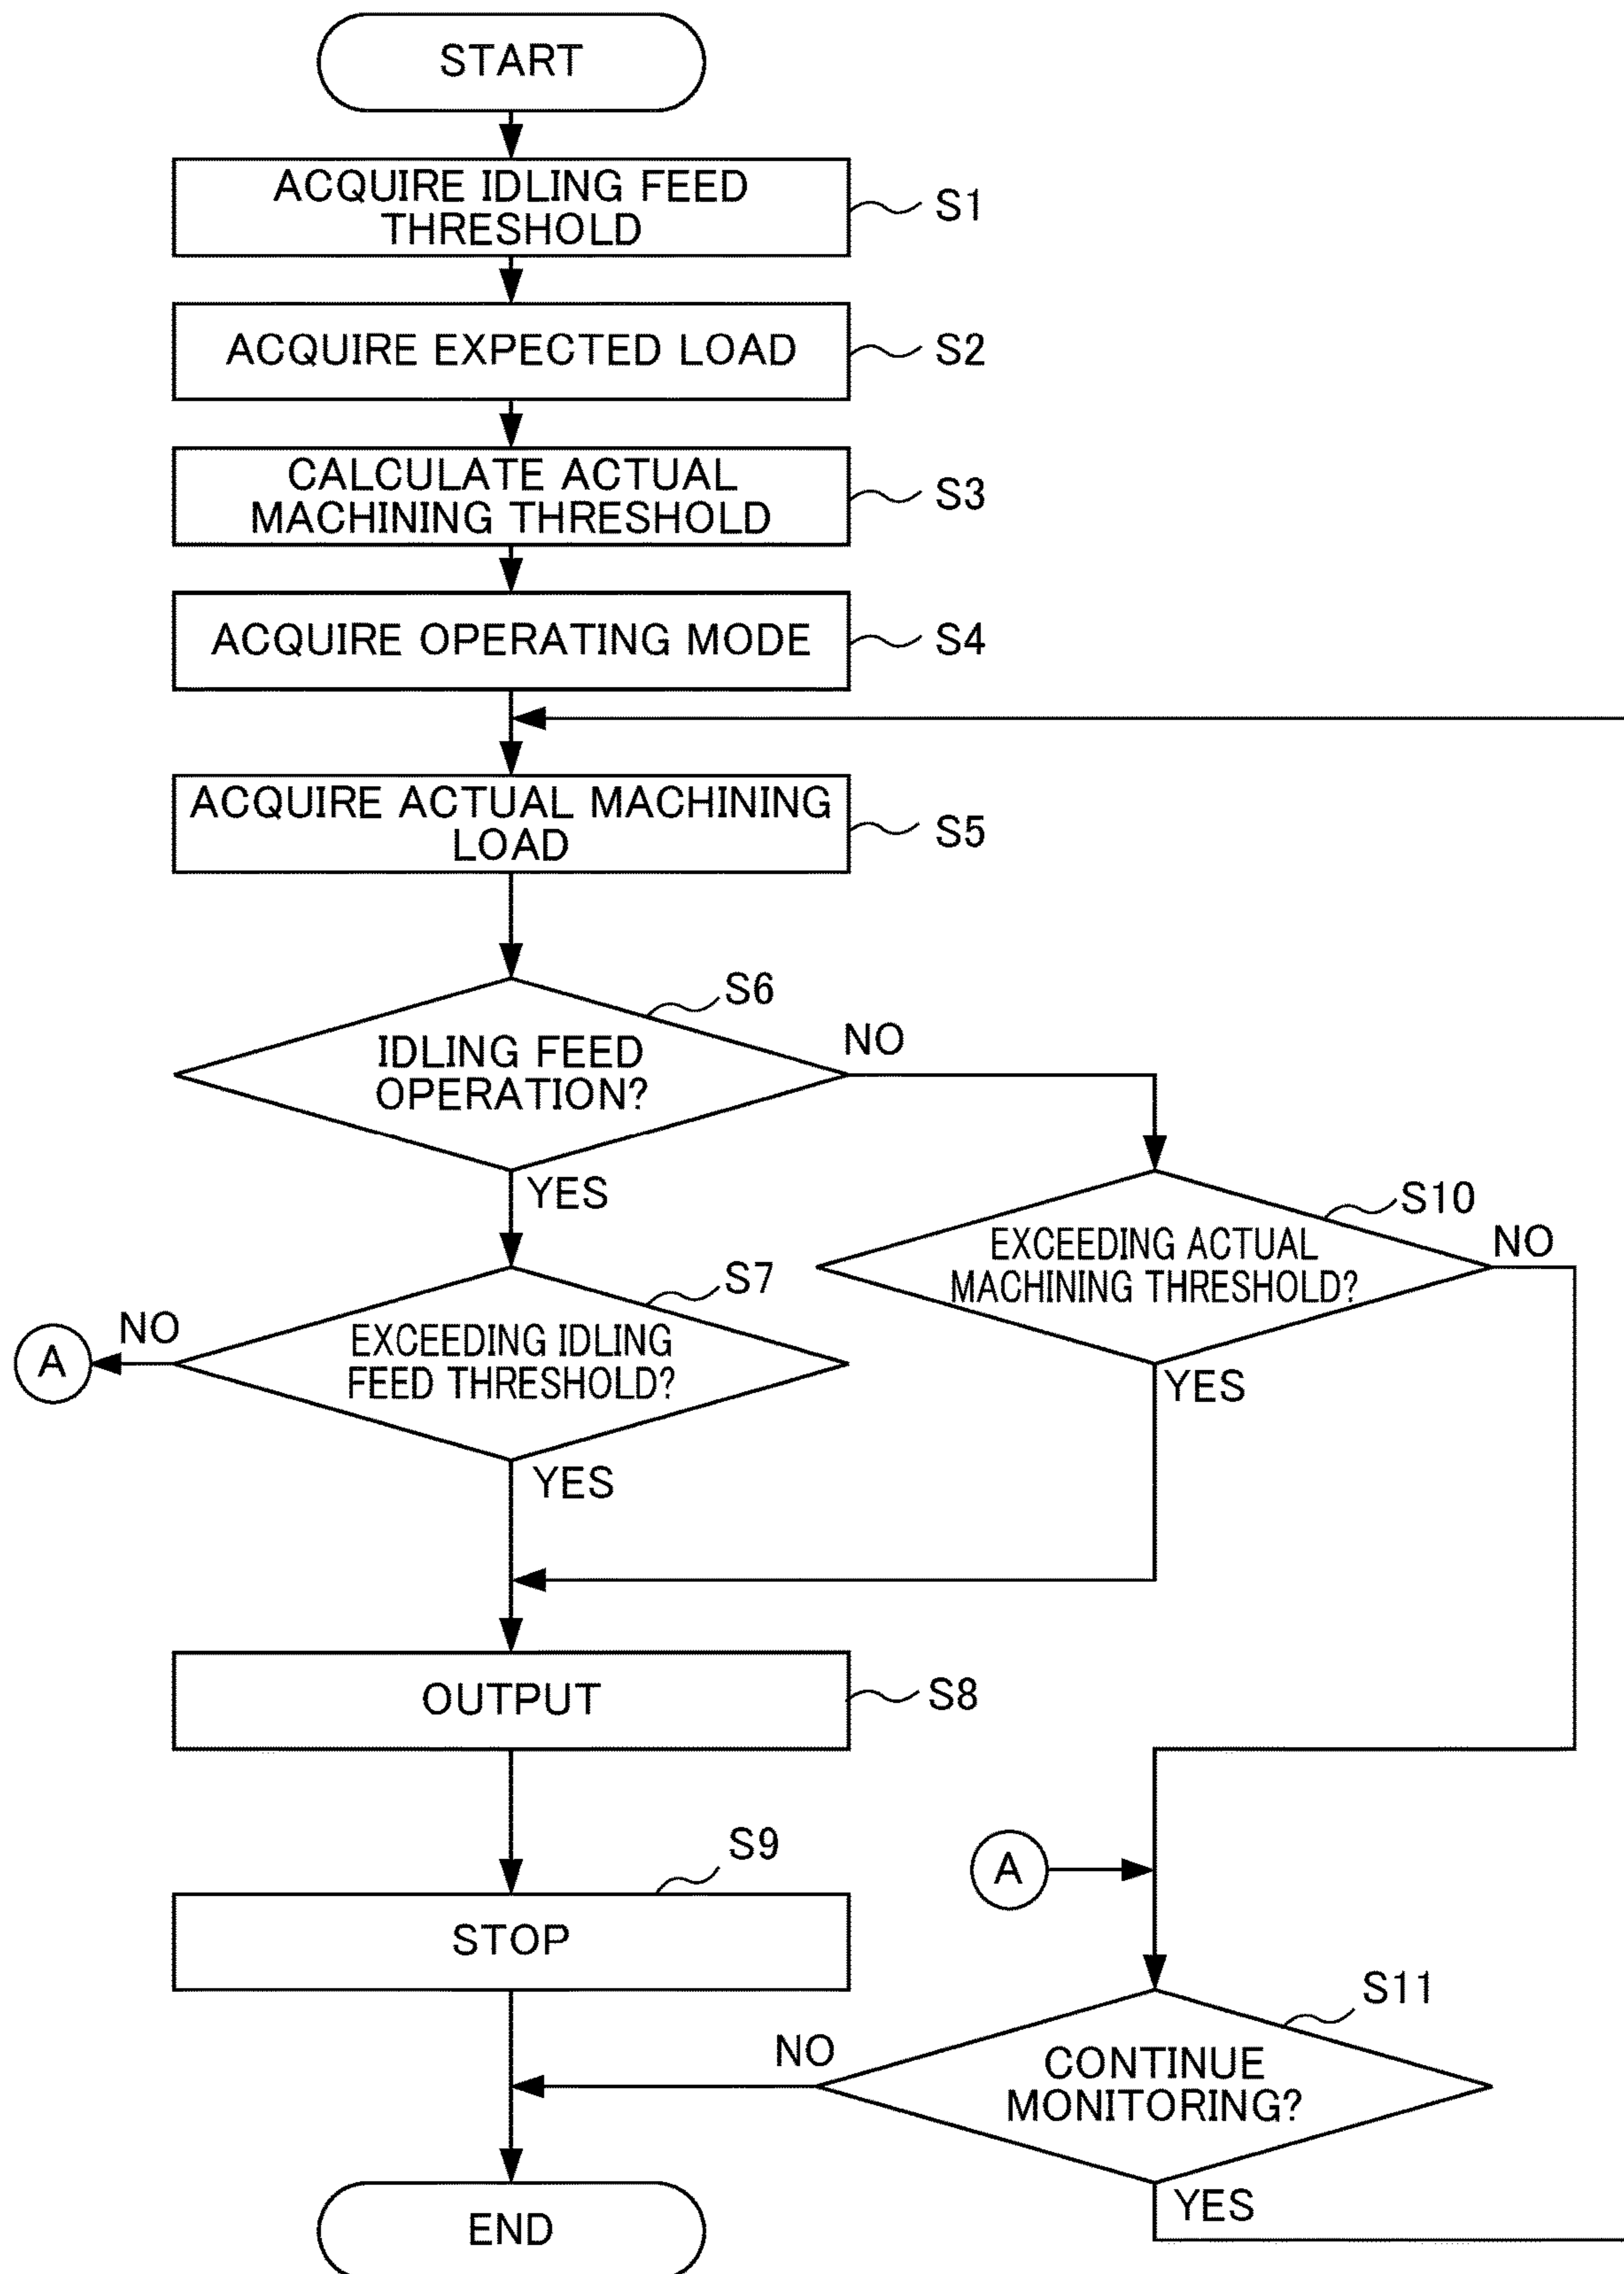 START
ACQUIRE IDLING FEED
THRESHOLD
S1
ACQUIRE EXPECTED LOAD
S2
CALCULATE ACTUAL
MACHINING THRESHOLD
S3
ACQUIRE OPERATING MODE
S4
ACQUIRE ACTUAL MACHINING
LOAD
S5
S6
IDLING FEED
OPERATION?
NO
YES
S10
EXCEEDING ACTUAL
MACHINING THRESHOLD?
NO
YES
S7
EXCEEDING IDLING
FEED THRESHOLD?
NO
A
YES
OUTPUT
S8
S9
STOP
A
S11
CONTINUE
MONITORING?
NO
YES
END